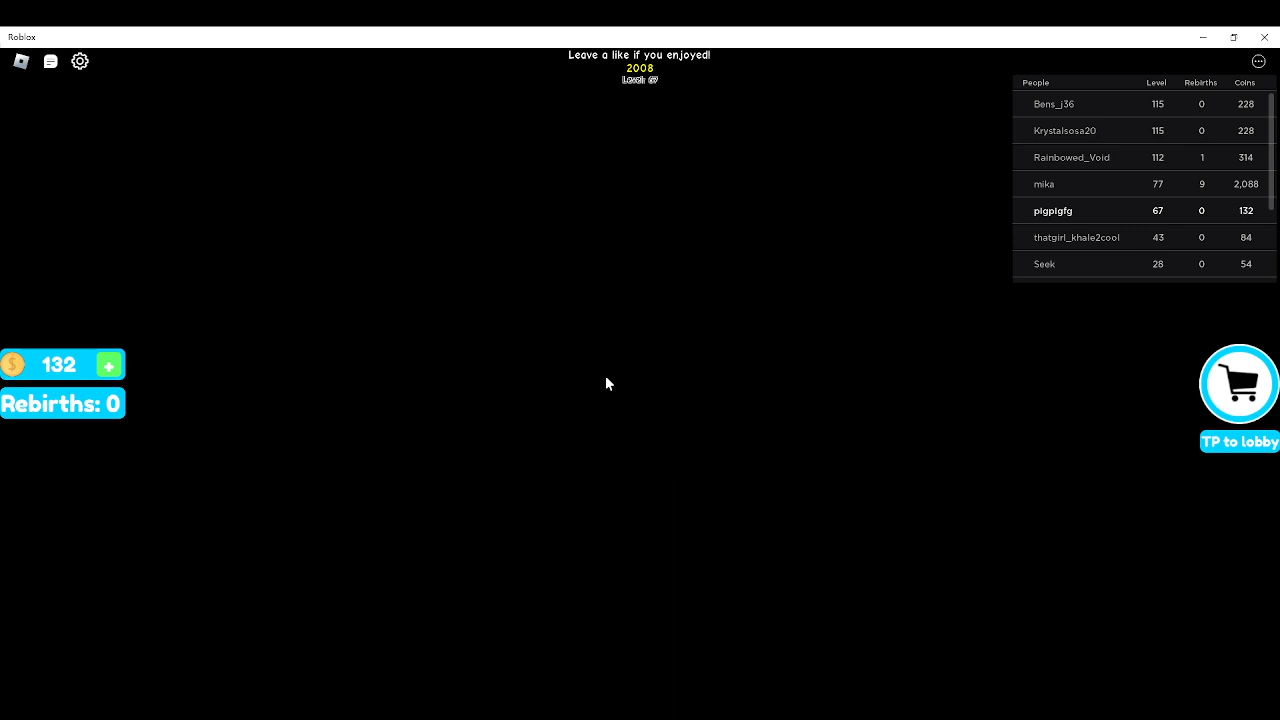 Roblox
Leave a like if you enjoyed!
2008
Level: 67
People Level Rebirths Coins
Bens_j36 115 0 228
Krystalsosa20 115 0 228
Rainbowed_Void 112 1 314
mika 77 9 2,088
pigpigfg 67 0 132
thatgirl_khale2cool 43 0 84
Seek 28 0 54
132 +
Rebirths: 0
TP to lobby